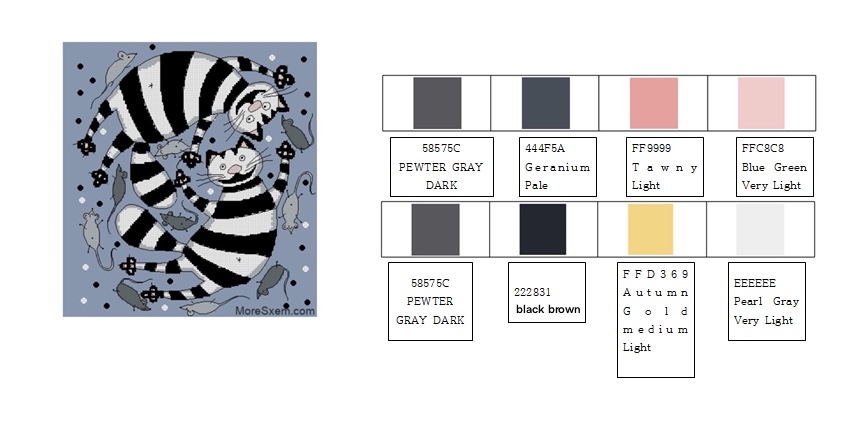 MoreSxem.com
58575C
PEWTER GRAY
DARK
444F5A
Geranium
Pale
FF9999
Tawny
Light
FFC8C8
Blue Green
Very Light
58575C
PEWTER
GRAY DARK
222831
black brown
FFD369
Autumn
Gold
medium
Light
EEEEEE
Pearl Gray
Very Light